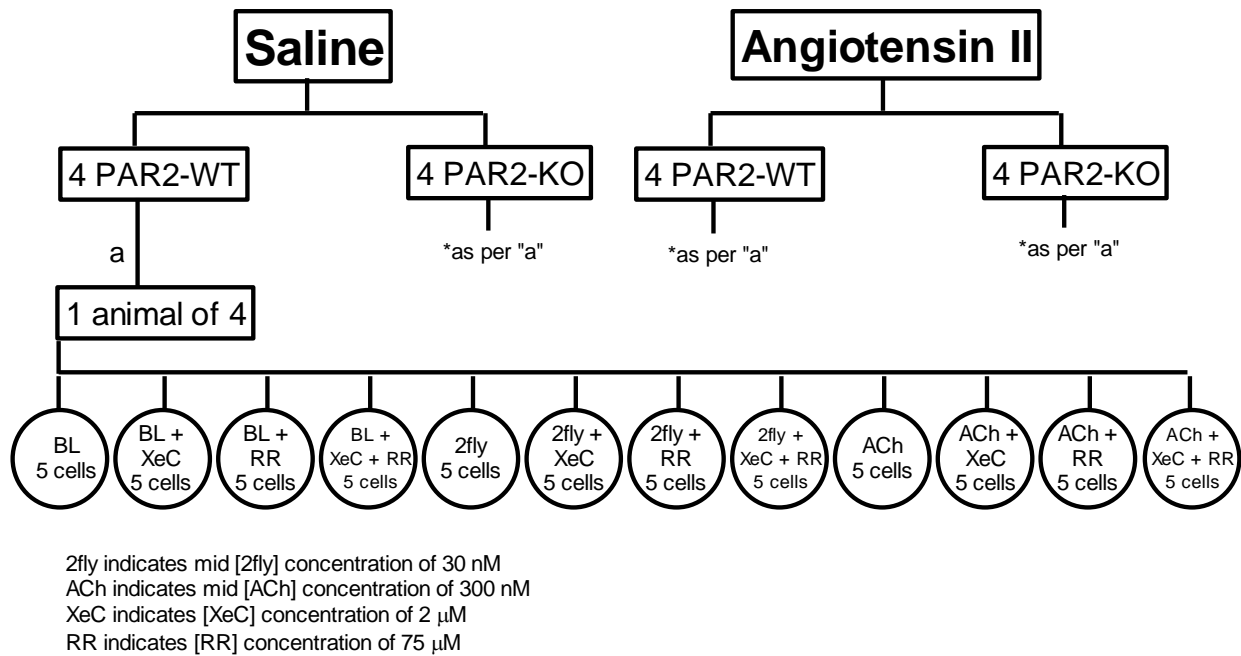 Saline
Angiotensin II
4 PAR2-WT
4 PAR2-KO
4 PAR2-WT
4 PAR2-KO
a
*as per "a"
*as per "a"
*as per "a"
1 animal of 4
BL
5 cells
BL +
XeC
5 cells
BL +
RR
5 cells
BL +
XeC + RR
5 cells
2fly
5 cells
2fly +
XeC
5 cells
2fly +
RR
5 cells
2fly +
XeC + RR
5 cells
ACh
5 cells
ACh +
XeC
5 cells
ACh +
RR
5 cells
ACh +
XeC + RR
5 cells
2fly indicates mid [2fly] concentration of 30 nM
ACh indicates mid [ACh] concentration of 300 nM
XeC indicates [XeC] concentration of 2 μM
RR indicates [RR] concentration of 75 μM